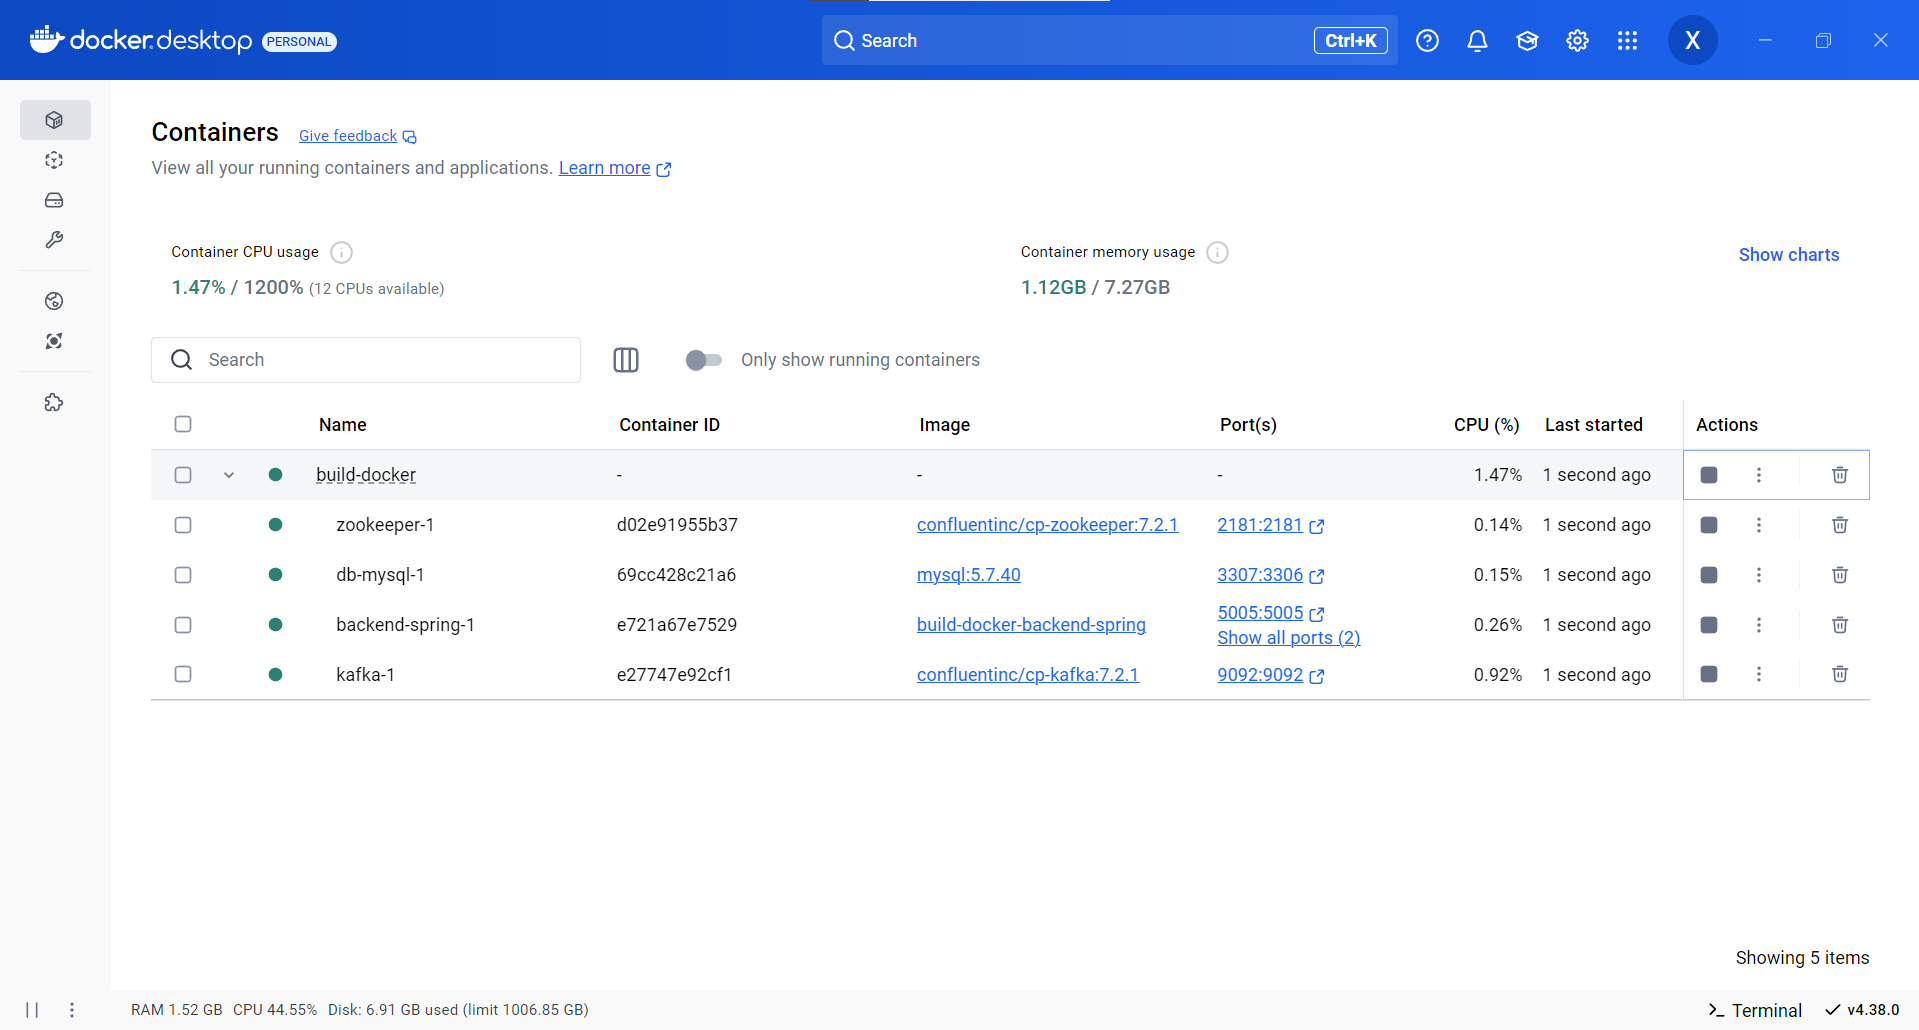 docker.desktop PERSONAL Search Ctrl+K X
Containers Give feedback
View all your running containers and applications. Learn more
Container CPU usage Container memory usage Show charts
1.47% / 1200% (12 CPUs available) 1.12GB / 7.27GB
Search Only show running containers
Name Container ID Image Port(s) CPU (%) Last started Actions
build-docker - - - 1.47% 1 second ago
zookeeper-1 d02e91955b37 confluentinc/cp-zookeeper:7.2.1 2181:2181 0.14% 1 second ago
db-mysql-1 69cc428c21a6 mysql:5.7.40 3307:3306 0.15% 1 second ago
backend-spring-1 e721a67e7529 build-docker-backend-spring 5005:5005 0.26% 1 second ago
Show all ports (2)
kafka-1 e27747e92cf1 confluentinc/cp-kafka:7.2.1 9092:9092 0.92% 1 second ago
Showing 5 items
RAM 1.52 GB CPU 44.55% Disk: 6.91 GB used (limit 1006.85 GB) Terminal v4.38.0